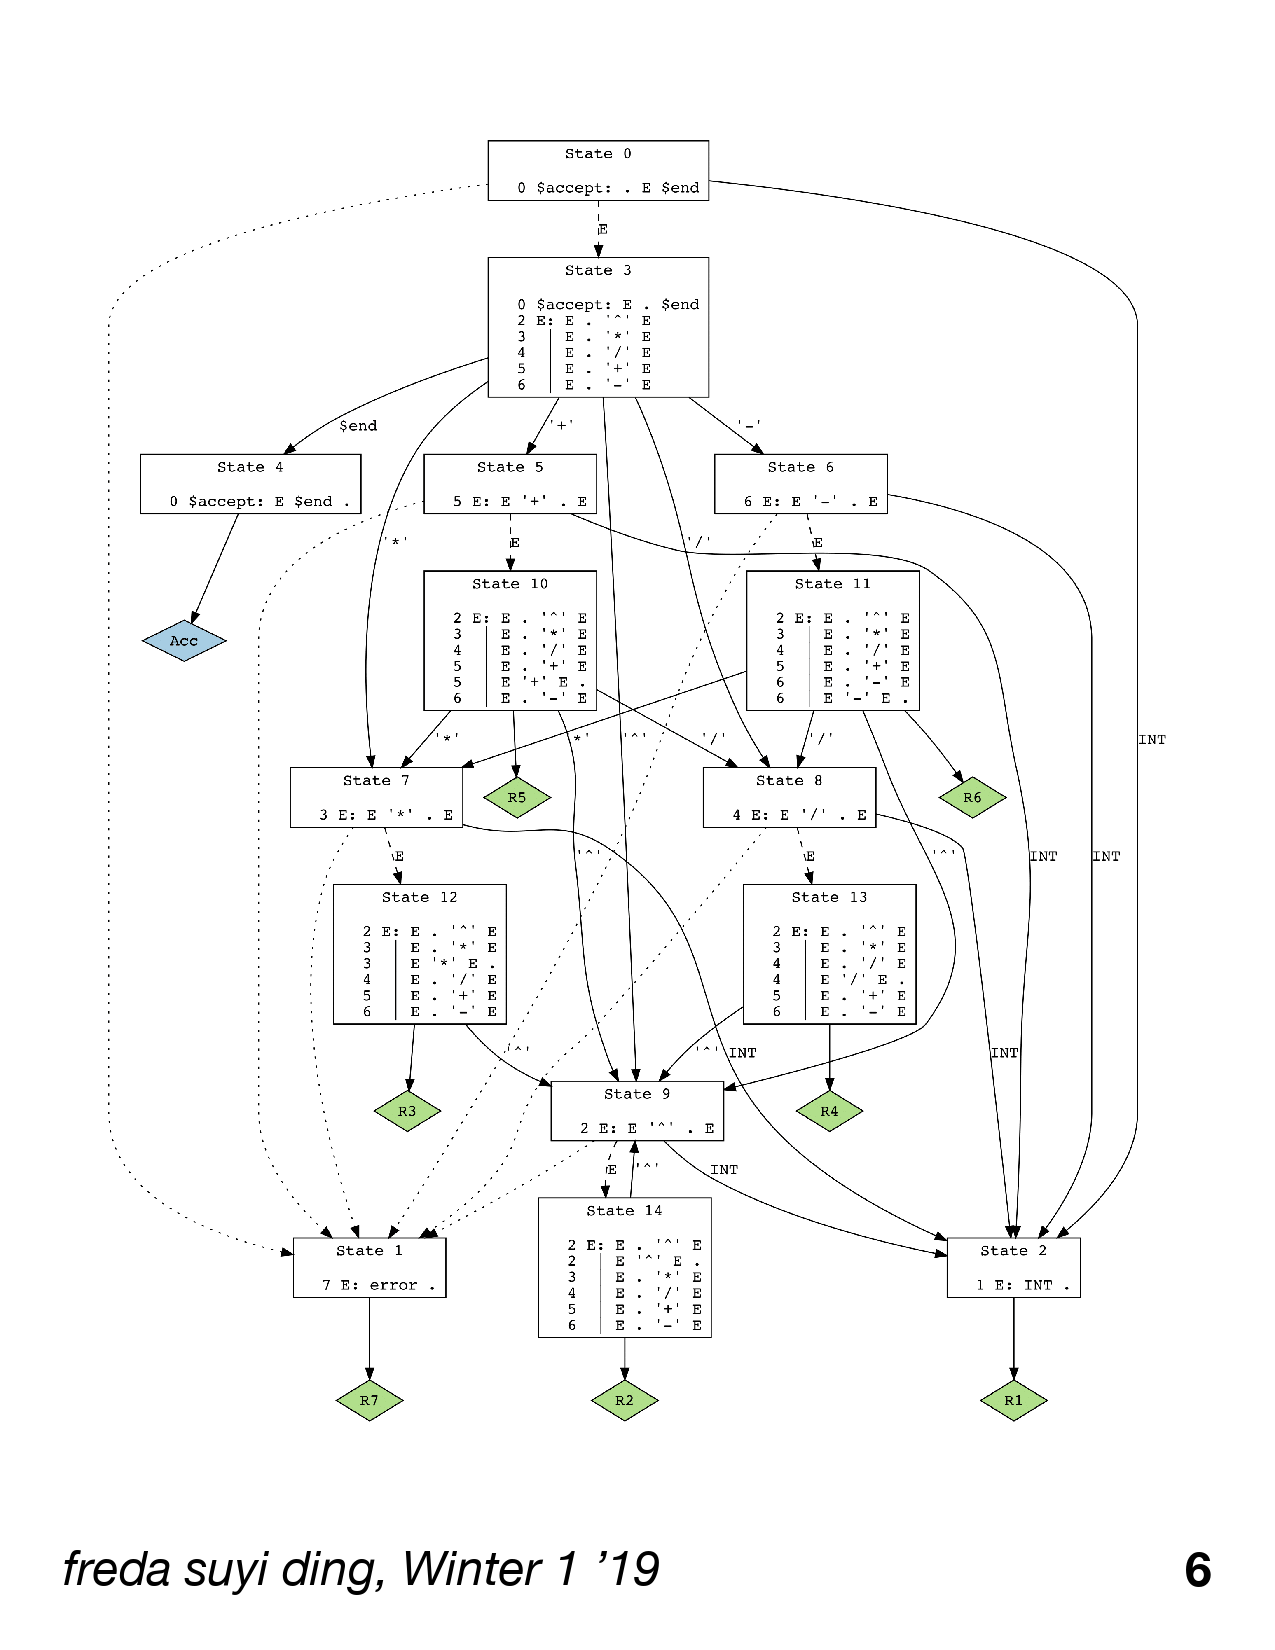 State 0
0 $accept: . E $end
E
State 3
0 $accept: E . $end
2 E: E . '^' E
3 | E . '*' E
4 | E . '/' E
5 | E . '+' E
6 | E . '-' E
$end
'+'
'-'
State 4
0 $accept: E $end .
State 5
5 E: E '+' . E
State 6
6 E: E '-' . E
'*'
E
'/'
E
Acc
State 10
2 E: E . '^' E
3 | E . '*' E
4 | E . '/' E
5 | E . '+' E
5 | E '+' E .
6 | E . '-' E
State 11
2 E: E . '^' E
3 | E . '*' E
4 | E . '/' E
5 | E . '+' E
6 | E . '-' E
6 | E '-' E .
'*'
'*'
'^'
'/'
'/'
INT
State 7
3 E: E '*' . E
R5
State 8
4 E: E '/' . E
R6
E
'^'
E
'^'
INT
INT
State 12
2 E: E . '^' E
3 | E . '*' E
3 | E '*' E .
4 | E . '/' E
5 | E . '+' E
6 | E . '-' E
State 13
2 E: E . '^' E
3 | E . '*' E
4 | E . '/' E
4 | E '/' E .
5 | E . '+' E
6 | E . '-' E
'^'
'^'
INT
INT
R3
State 9
2 E: E '^' . E
R4
E
'^'
INT
State 1
7 E: error .
State 14
2 E: E . '^' E
2 | E '^' E .
3 | E . '*' E
4 | E . '/' E
5 | E . '+' E
6 | E . '-' E
State 2
1 E: INT .
R7
R2
R1
freda suyi ding, Winter 1 ’19
6